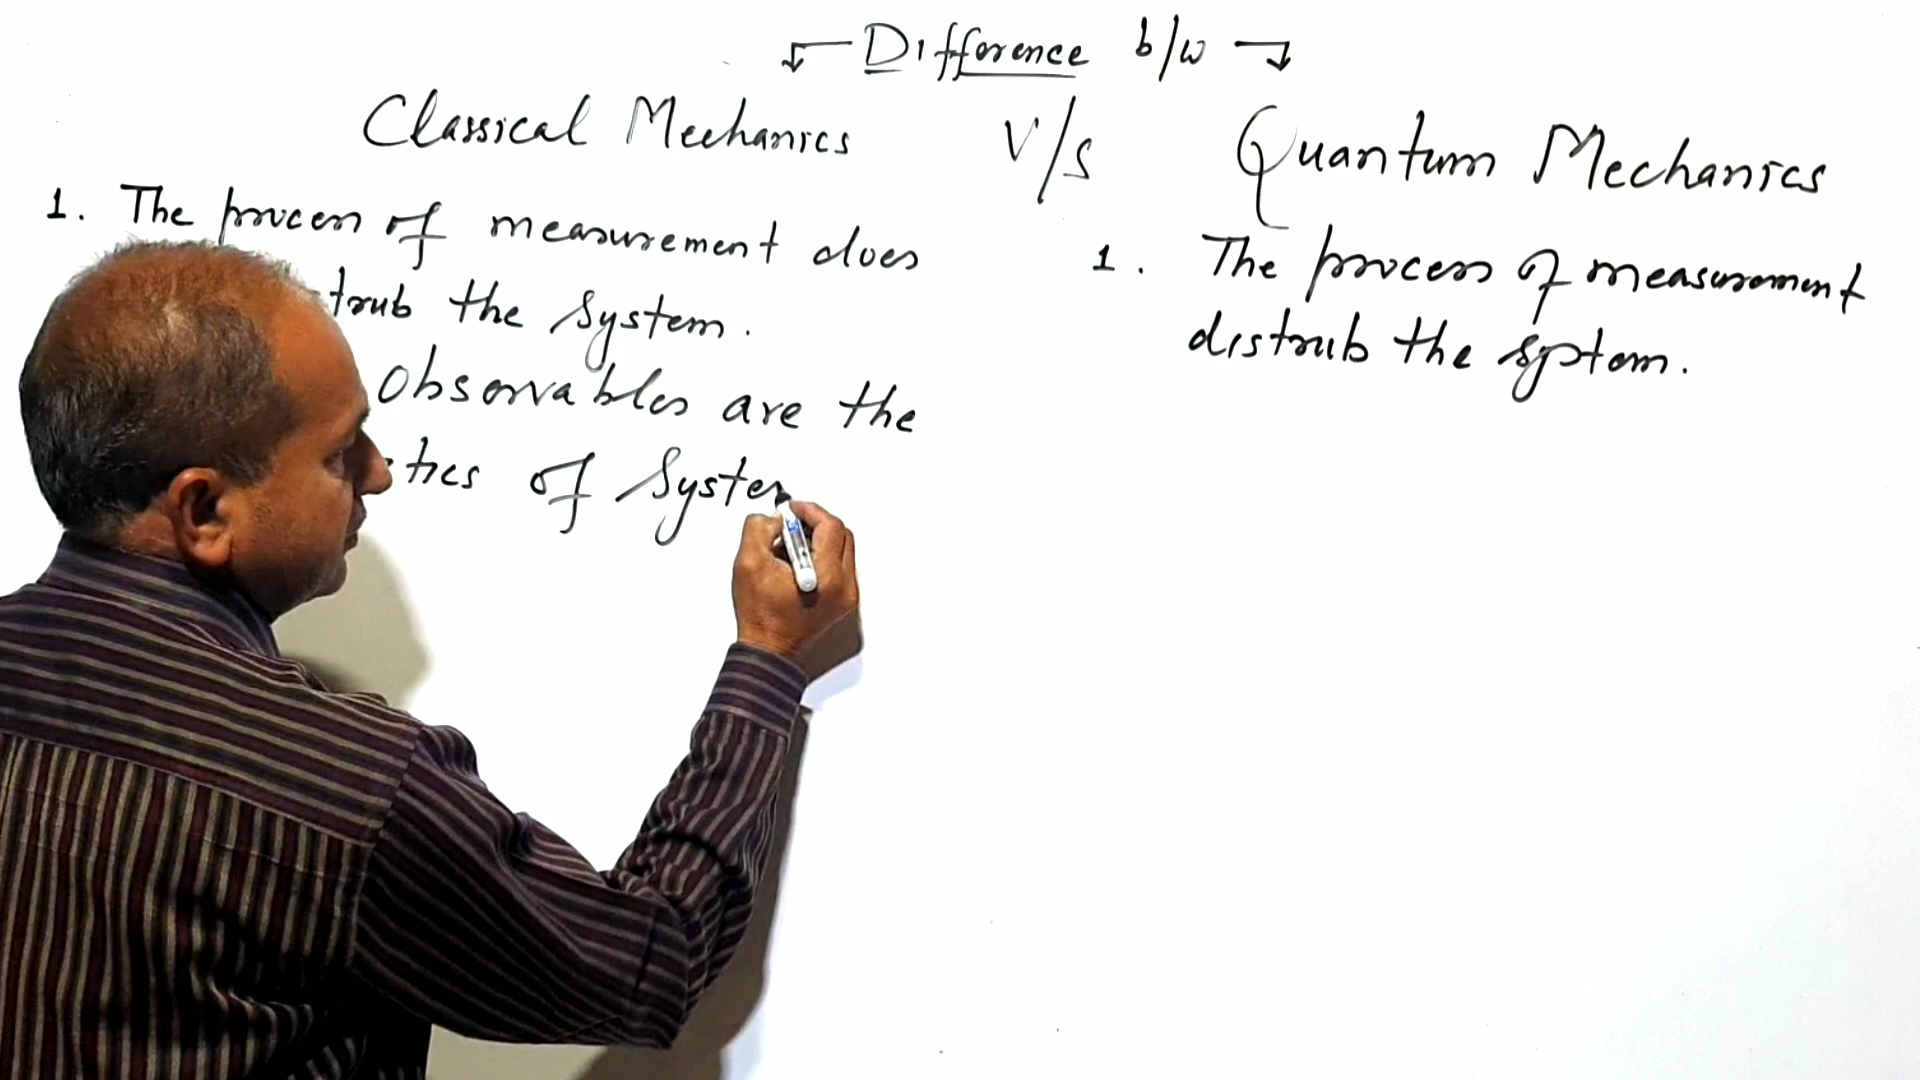 Difference b/w
Classical Mechanics V/S Quantum Mechanics
1. The process of measurement does
the system.
Observables are the
of System
1. The process of measurement
distrub the system.